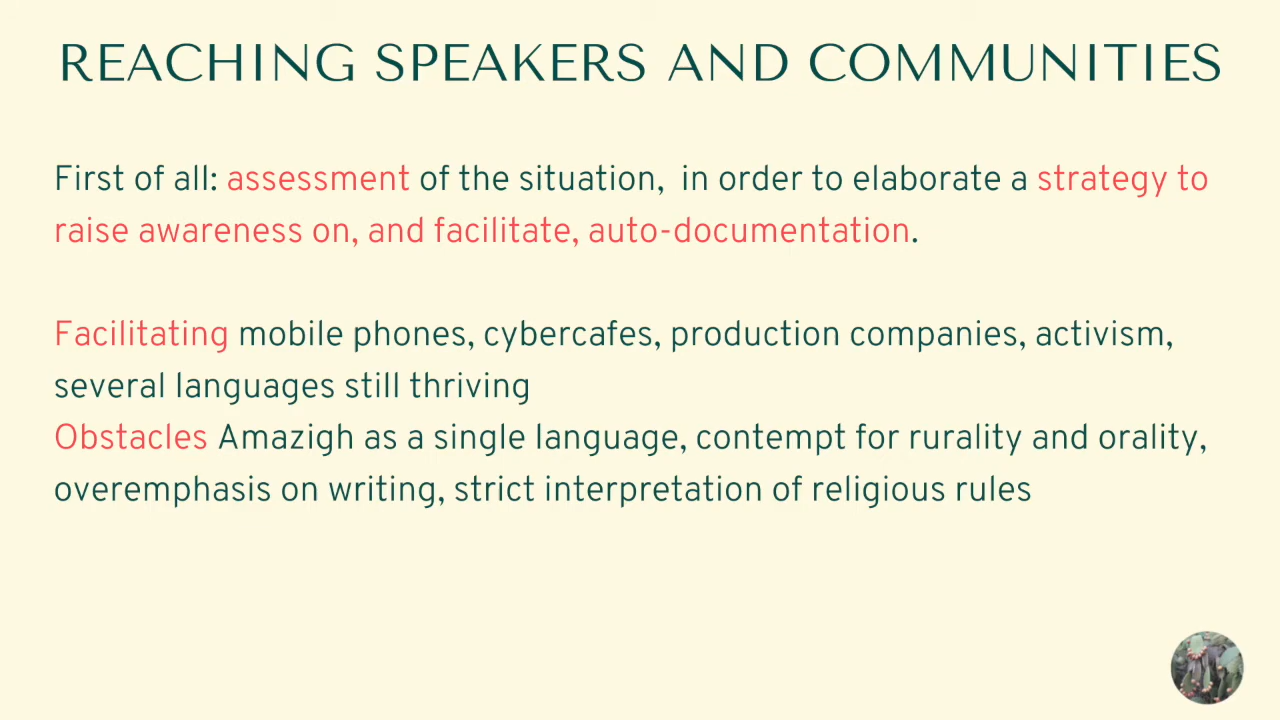 REACHING SPEAKERS AND COMMUNITIES
First of all: assessment of the situation,  in order to elaborate a strategy to
raise awareness on, and facilitate, auto-documentation.
Facilitating mobile phones, cybercafes, production companies, activism,
several languages still thriving
Obstacles Amazigh as a single language, contempt for rurality and orality,
overemphasis on writing, strict interpretation of religious rules